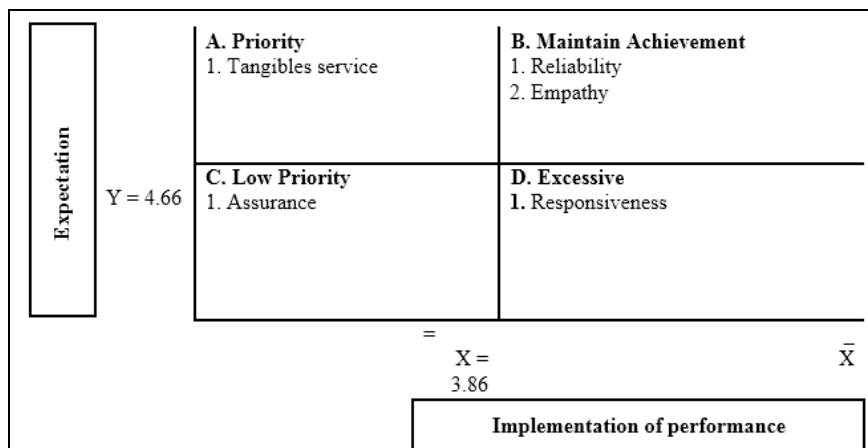 A. Priority
1. Tangibles service
B. Maintain Achievement
1. Reliability
2. Empathy
Expectation
Y = 4.66
C. Low Priority
1. Assurance
D. Excessive
1. Responsiveness
=
X =
3.86
X̄
Implementation of performance